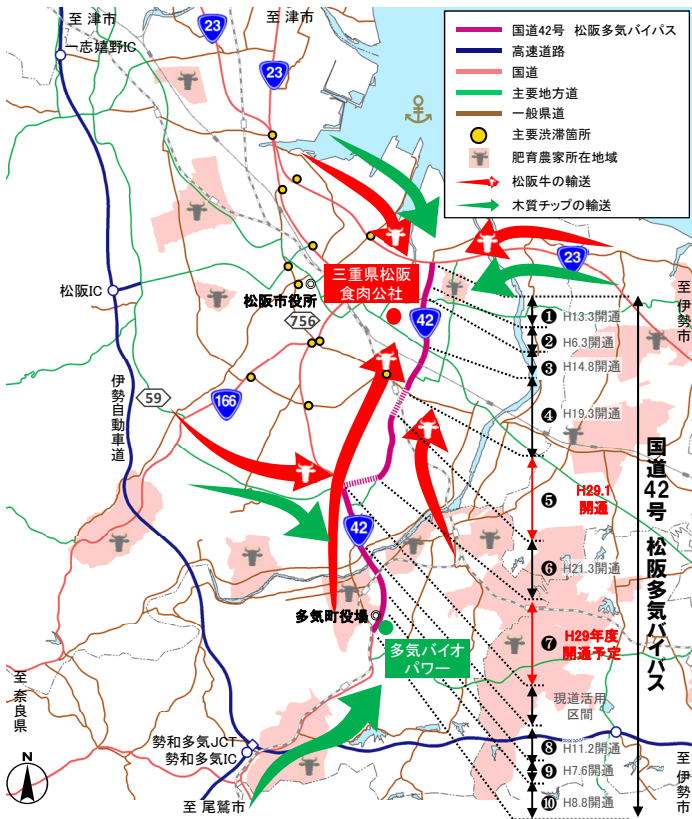 至 津市
至 津市
一志嬉野IC
23
23
国道42号 松阪多気バイパス
高速道路
国道
主要地方道
一般県道
主要渋滞箇所
肥育農家所在地域
松阪牛の輸送
木質チップの輸送
23
至 伊勢市
松阪IC
松阪市役所
三重県松阪
食肉公社
756
42
59
166
伊勢自動車道
❶
H13.3開通
❷
H6.3開通
❸
H14.8開通
❹
H19.3開通
❺
H29.1
開通
❻
H21.3開通
❼
H29年度
開通予定
現道活用
区間
❽
H11.2開通
❾
H7.6開通
❿
H8.8開通
国道42号 松阪多気バイパス
42
多気町役場
多気バイオ
パワー
至 奈良県
勢和多気JCT
勢和多気IC
N
至 尾鷲市
至 伊勢市